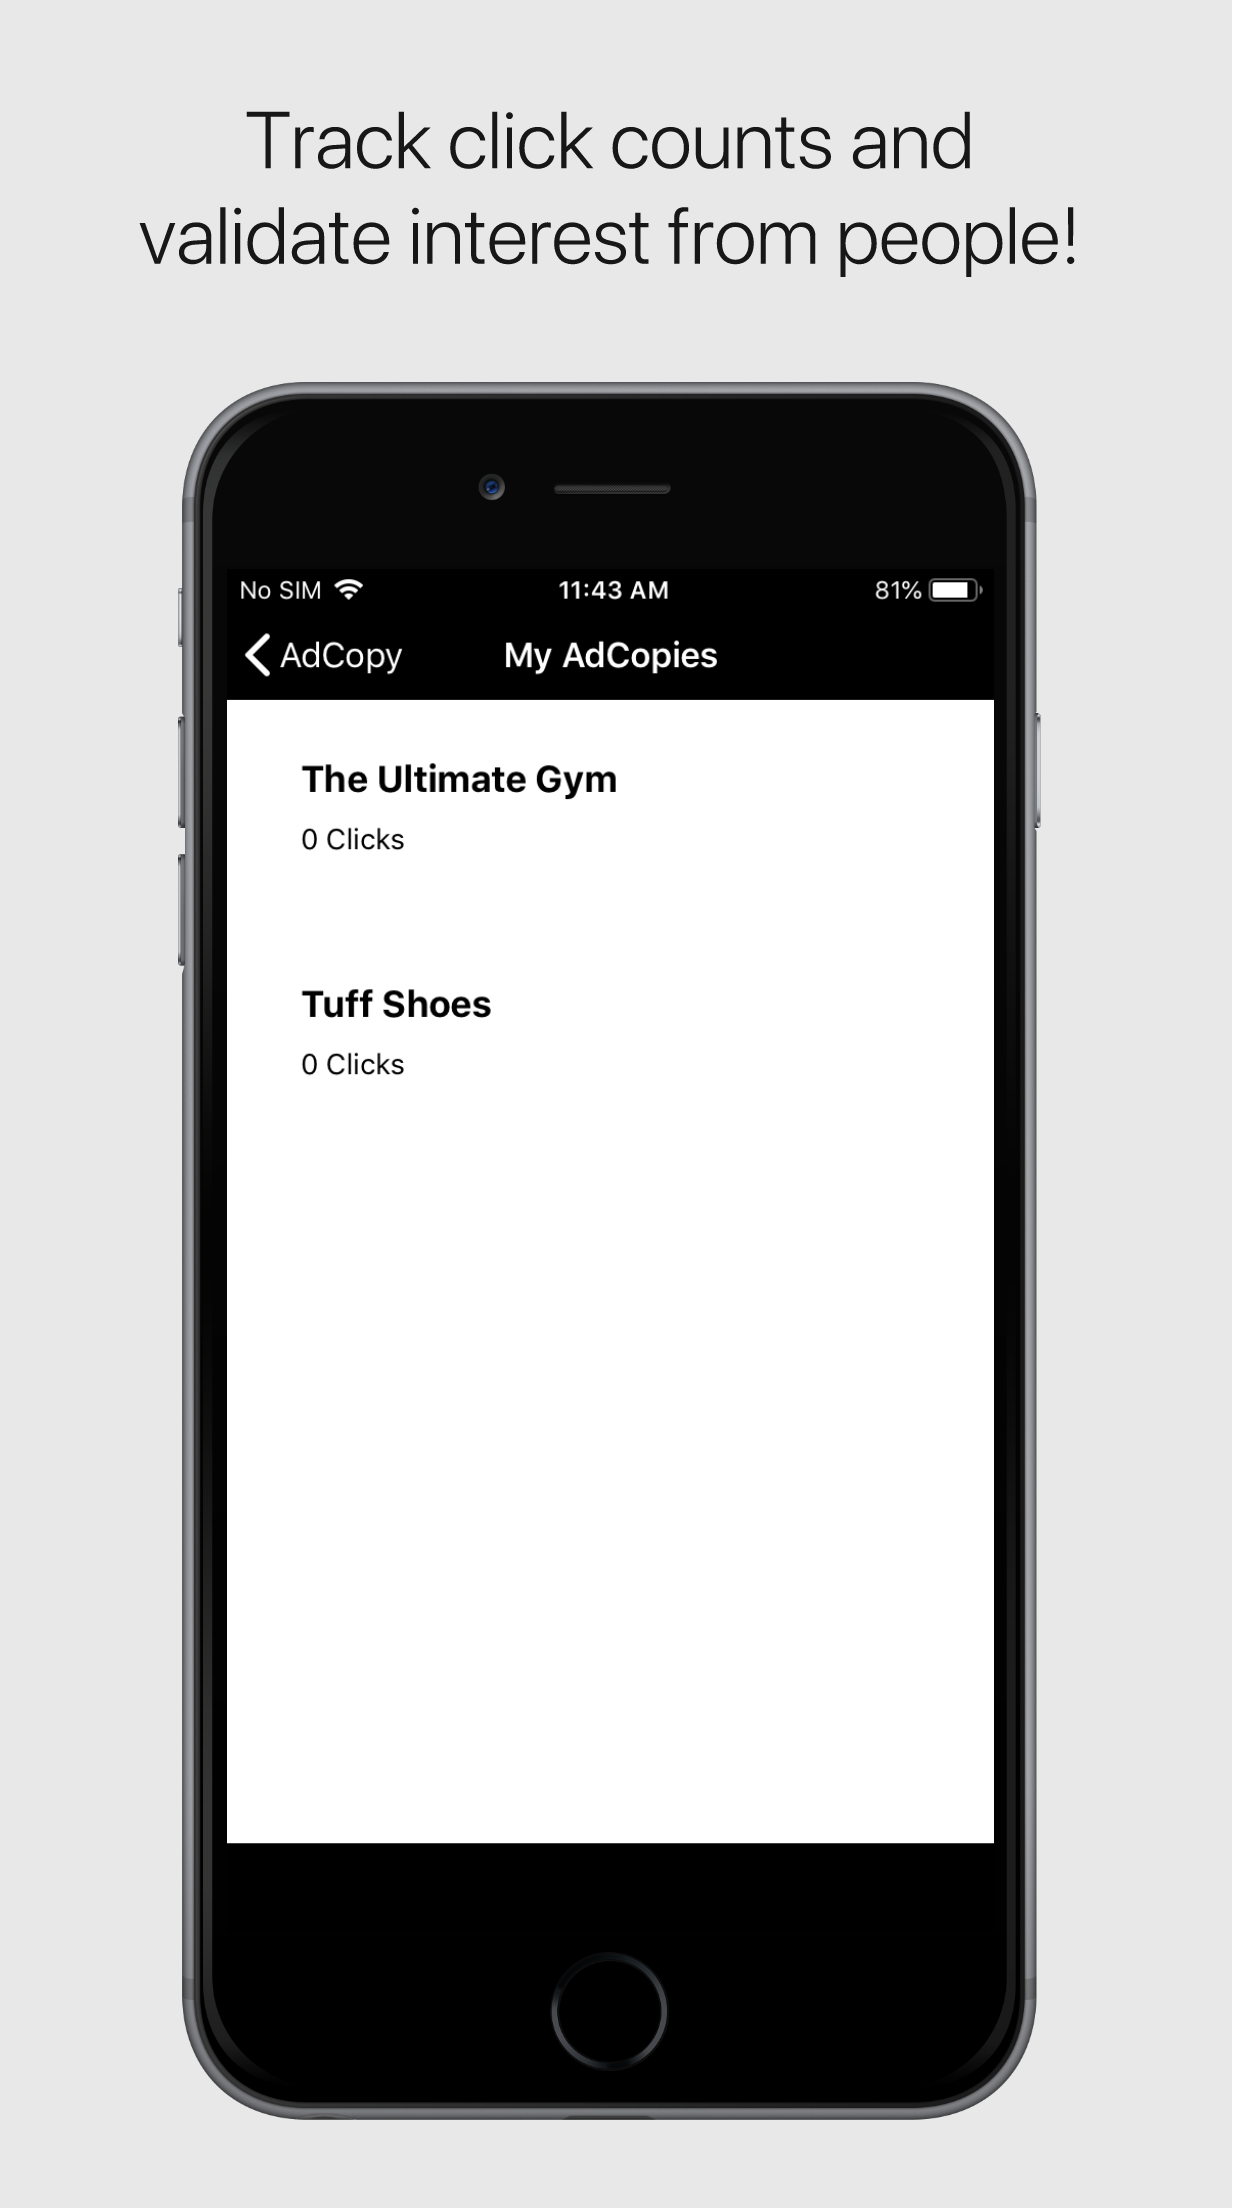 Track click counts and
validate interest from people!
No SIM 11:43 AM 81%
AdCopy My AdCopies
The Ultimate Gym
0 Clicks
Tuff Shoes
0 Clicks